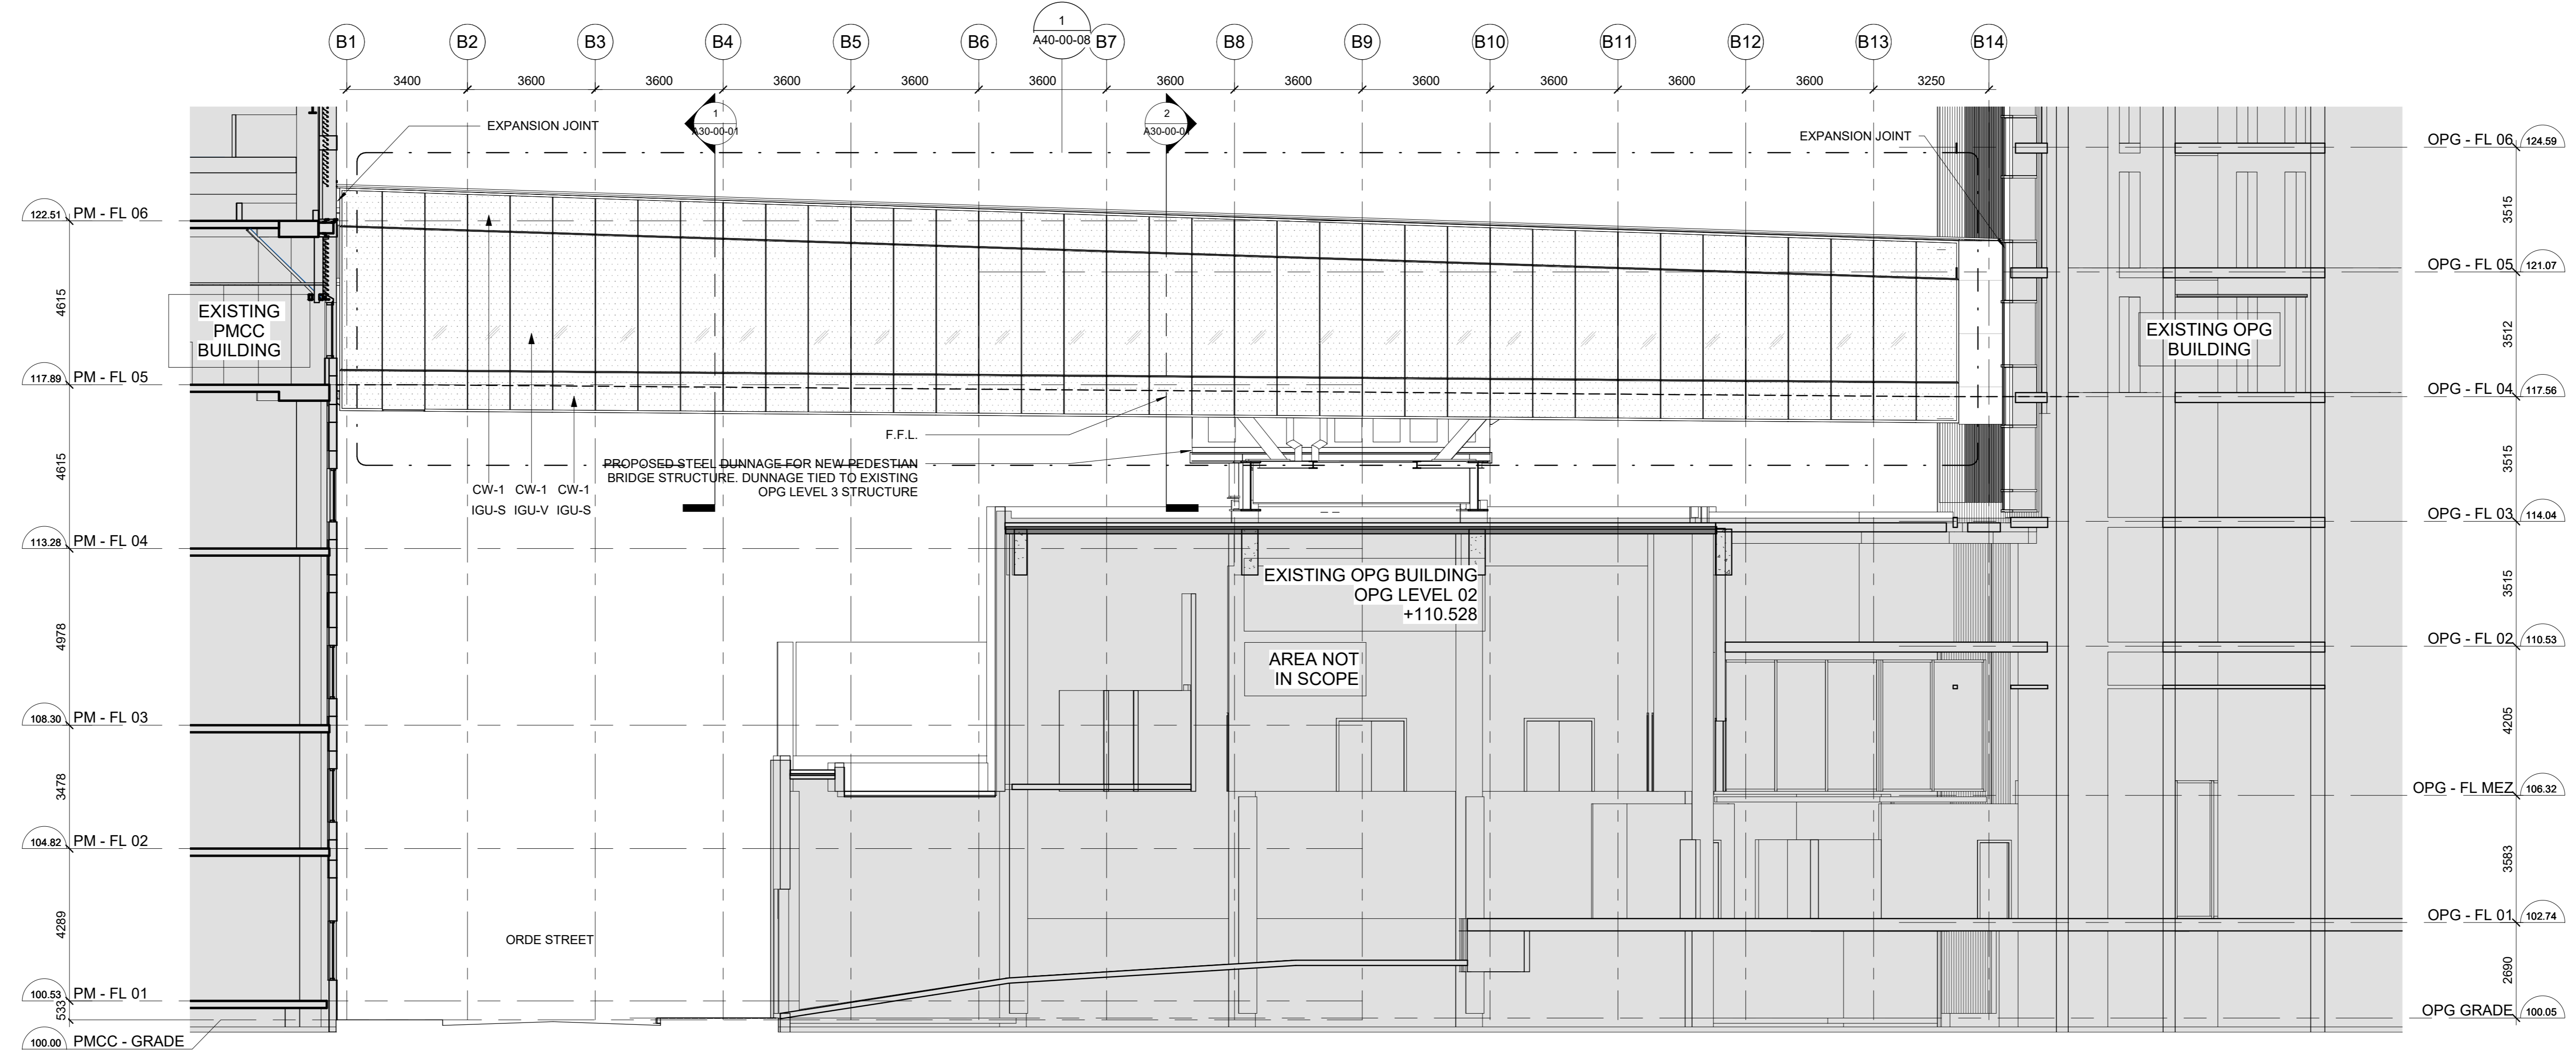 1
A40-00-08
B1 B2 B3 B4 B5 B6 B7 B8 B9 B10 B11 B12 B13 B14
3400 3600 3600 3600 3600 3600 3600 3600 3600 3600 3600 3600 3250
1
A30-00-01
2
A30-00-01
EXPANSION JOINT
EXPANSION JOINT
122.51 PM - FL 06
4615
117.89 PM - FL 05
4615
113.28 PM - FL 04
4978
108.30 PM - FL 03
3478
104.82 PM - FL 02
4289
100.53 PM - FL 01
533
100.00 PMCC - GRADE
EXISTING
PMCC
BUILDING
F.F.L.
PROPOSED STEEL DUNNAGE FOR NEW PEDESTIAN
BRIDGE STRUCTURE. DUNNAGE TIED TO EXISTING
OPG LEVEL 3 STRUCTURE
CW-1 CW-1 CW-1
IGU-S IGU-V IGU-S
EXISTING OPG BUILDING
OPG LEVEL 02
+110.528
AREA NOT
IN SCOPE
ORDE STREET
EXISTING OPG
BUILDING
OPG - FL 06 124.59
3515
OPG - FL 05 121.07
3512
OPG - FL 04 117.56
3515
OPG - FL 03 114.04
3515
OPG - FL 02 110.53
4205
OPG - FL MEZ 106.32
3583
OPG - FL 01 102.74
2690
OPG GRADE 100.05